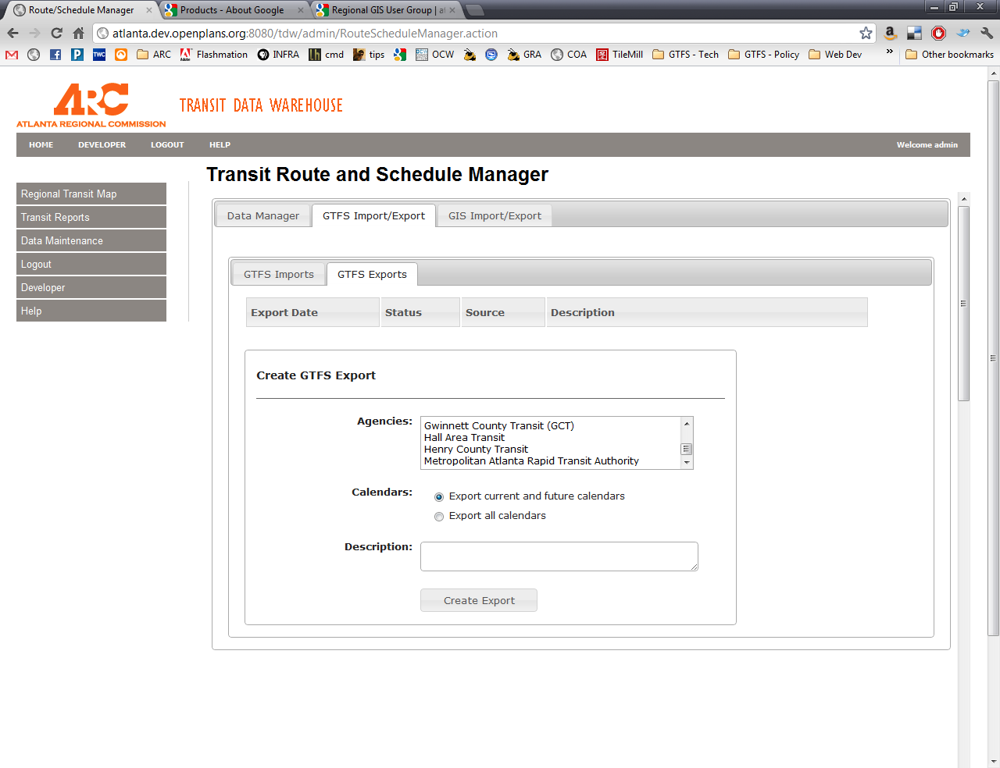 Route/Schedule Manager
Products - About Google
Regional GIS User Group | a
atlanta.dev.openplans.org:8080/tdw/admin/RouteScheduleManager.action
ARC
Flashmation
INFRA
cmd
tips
OCW
GRA
COA
TileMill
GTFS - Tech
GTFS - Policy
Web Dev
»
Other bookmarks
ARC
ATLANTA REGIONAL COMMISSION
TRANSIT DATA WAREHOUSE
HOME DEVELOPER LOGOUT HELP
Welcome admin
Transit Route and Schedule Manager
Regional Transit Map
Transit Reports
Data Maintenance
Logout
Developer
Help
Data Manager
GTFS Import/Export
GIS Import/Export
GTFS Imports
GTFS Exports
Export Date
Status
Source
Description
Create GTFS Export
Agencies:
Gwinnett County Transit (GCT)
Hall Area Transit
Henry County Transit
Metropolitan Atlanta Rapid Transit Authority
Calendars:
Export current and future calendars
Export all calendars
Description:
Create Export